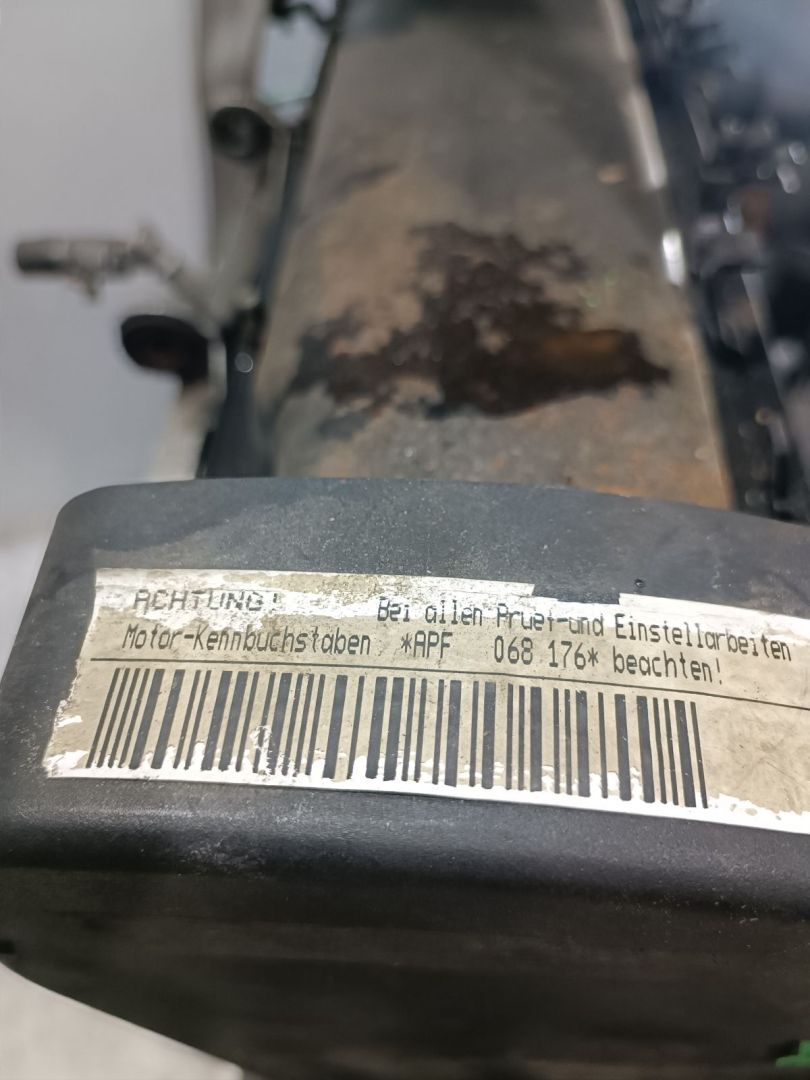 ACHTUNG! Bei allen Pruef-und Einstellarbeiten
Motor-Kennbuchstaben *APF 068 176* beachten!